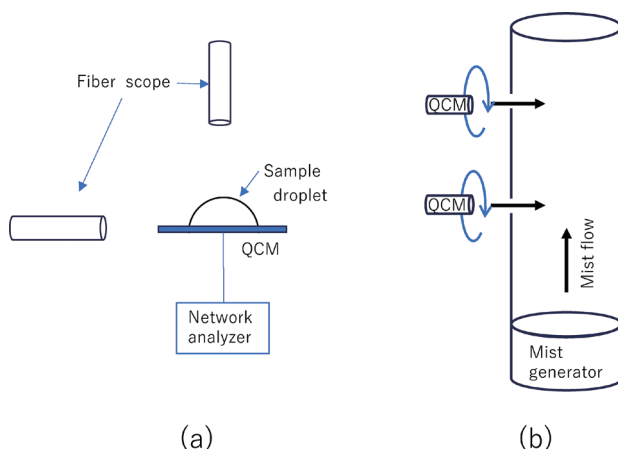 Fiber scope
Sample
droplet
QCM
Network
analyzer
(a)
QCM
QCM
Mist flow
Mist
generator
(b)